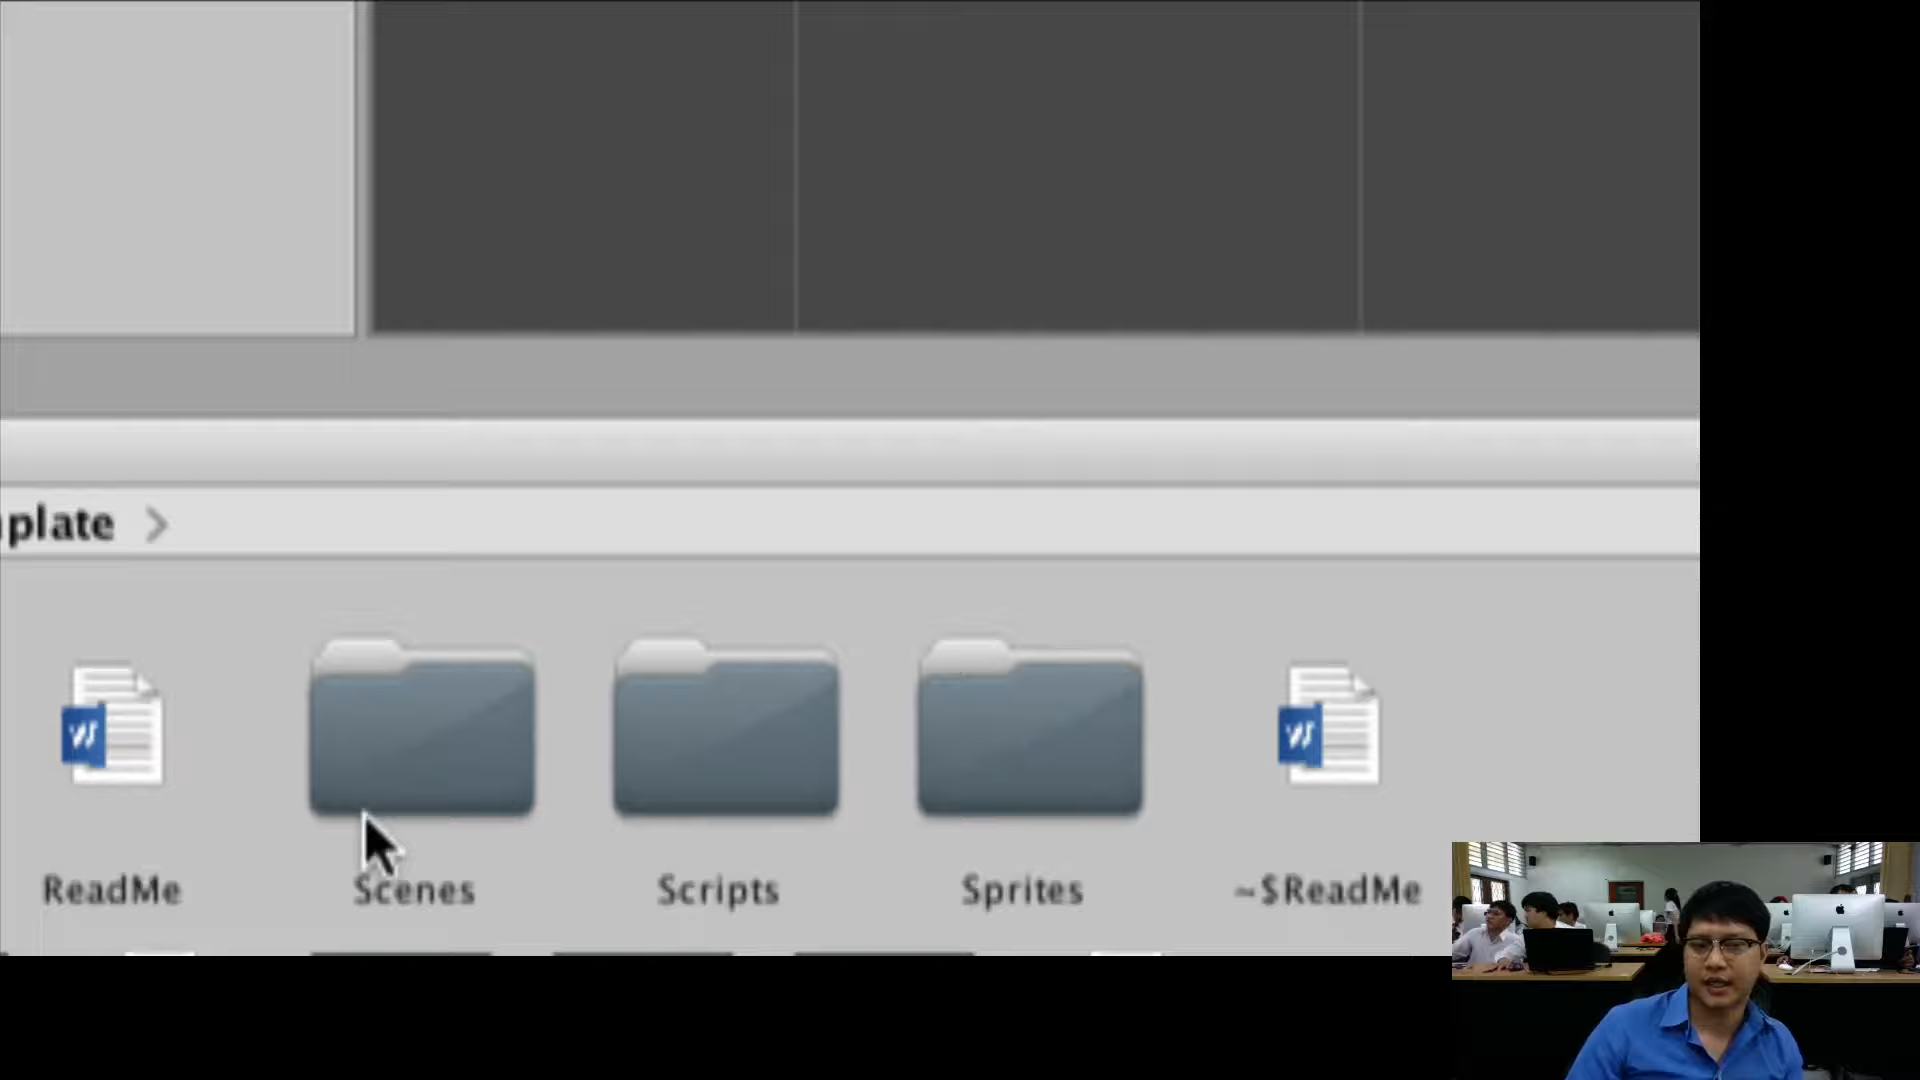 plate >
ReadMe
Scenes
Scripts
Sprites
~$ReadMe